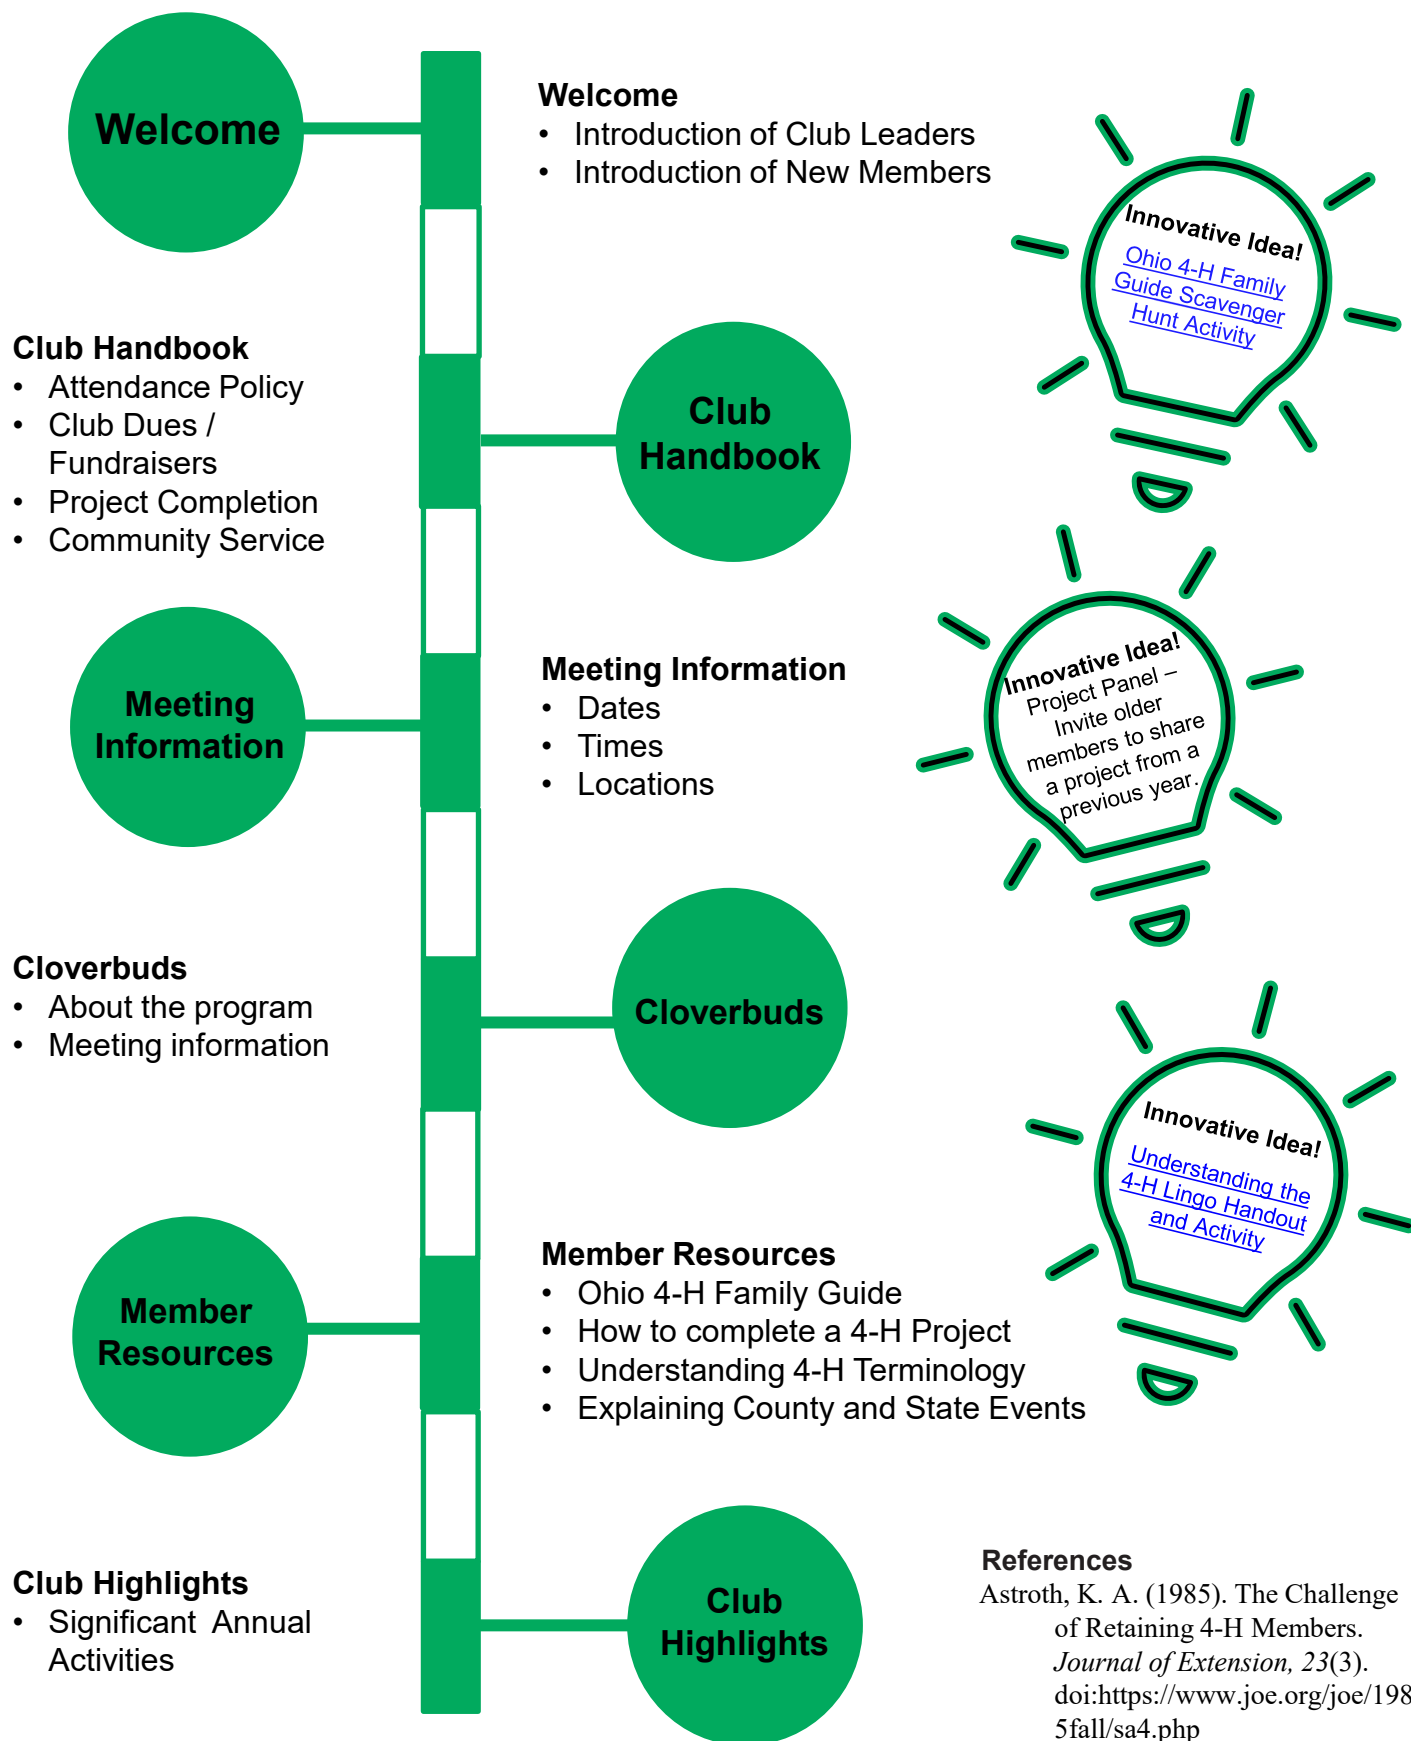 Welcome
Welcome
• Introduction of Club Leaders
• Introduction of New Members
Innovative Idea!
Ohio 4-H Family
Guide Scavenger
Hunt Activity
Club Handbook
• Attendance Policy
• Club Dues /
Fundraisers
• Project Completion
• Community Service
Club
Handbook
Meeting
Information
Meeting Information
• Dates
• Times
• Locations
Innovative Idea!
Project Panel –
Invite older
members to share
a project from a
previous year.
Cloverbuds
• About the program
• Meeting information
Cloverbuds
Innovative Idea!
Understanding the
4-H Lingo Handout
and Activity
Member
Resources
Member Resources
• Ohio 4-H Family Guide
• How to complete a 4-H Project
• Understanding 4-H Terminology
• Explaining County and State Events
Club Highlights
• Significant Annual
Activities
Club
Highlights
References
Astroth, K. A. (1985). The Challenge
of Retaining 4-H Members.
Journal of Extension, 23(3).
doi:https://www.joe.org/joe/198
5fall/sa4.php